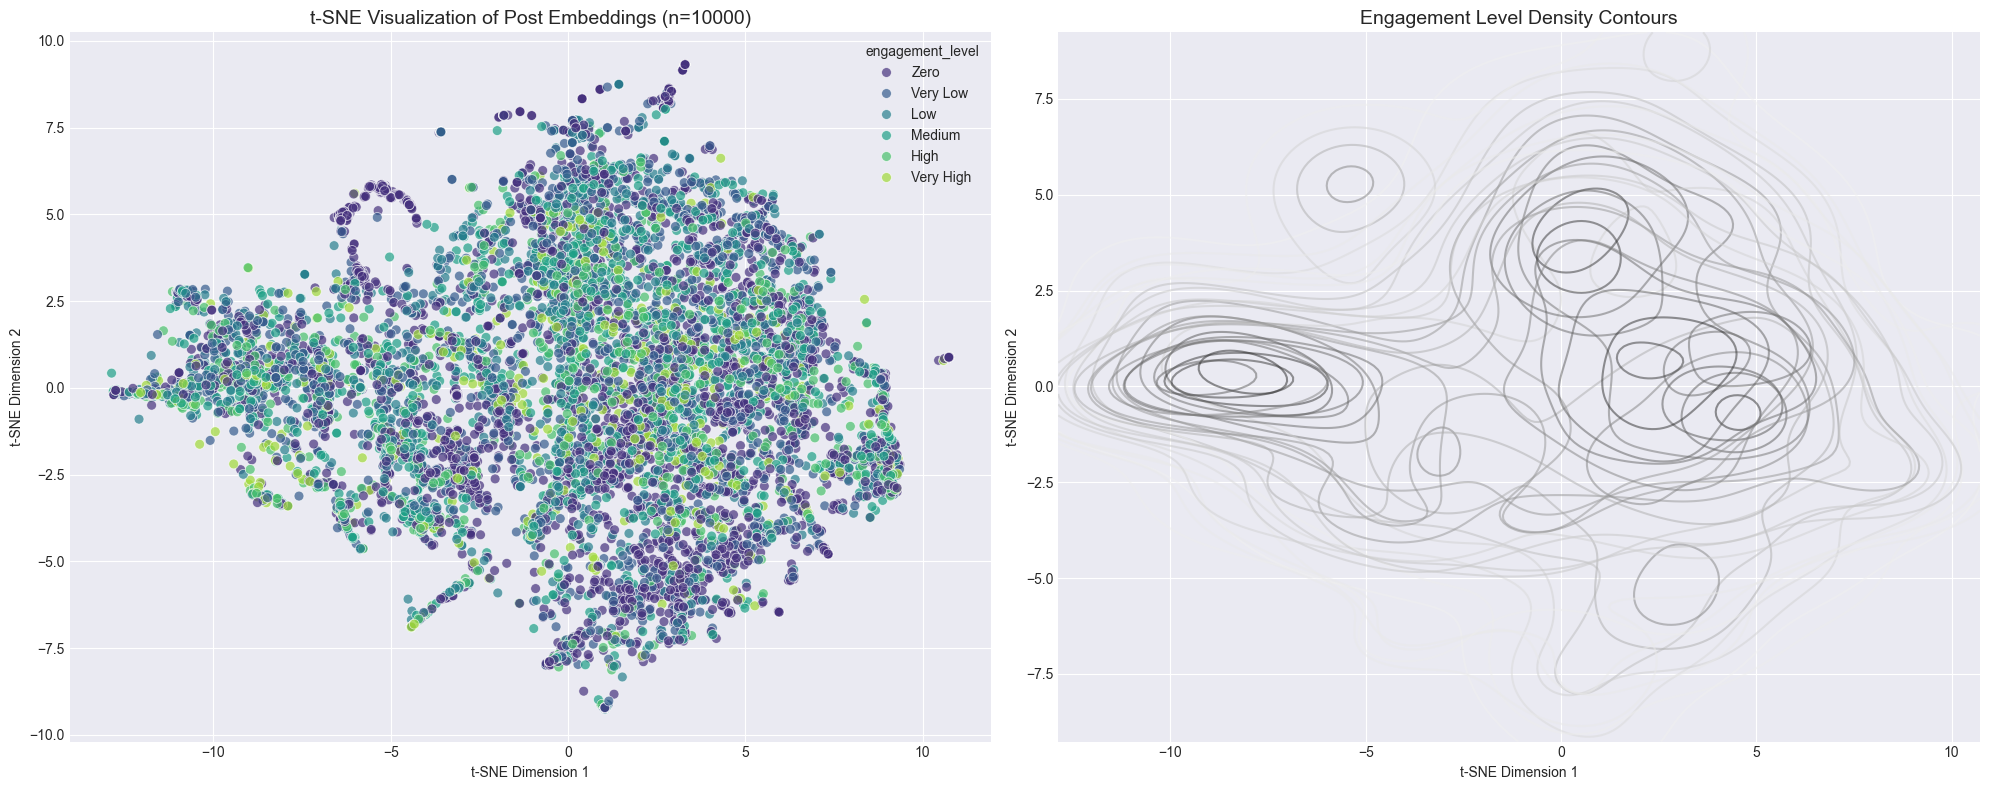 t-SNE Visualization of Post Embeddings (n=10000)
engagement_level
Zero
Very Low
Low
Medium
High
Very High
10.0
7.5
5.0
2.5
0.0
−2.5
−5.0
−7.5
−10.0
t-SNE Dimension 2
−10
−5
0
5
10
t-SNE Dimension 1
Engagement Level Density Contours
7.5
5.0
2.5
0.0
−2.5
−5.0
−7.5
t-SNE Dimension 2
−10
−5
0
5
10
t-SNE Dimension 1